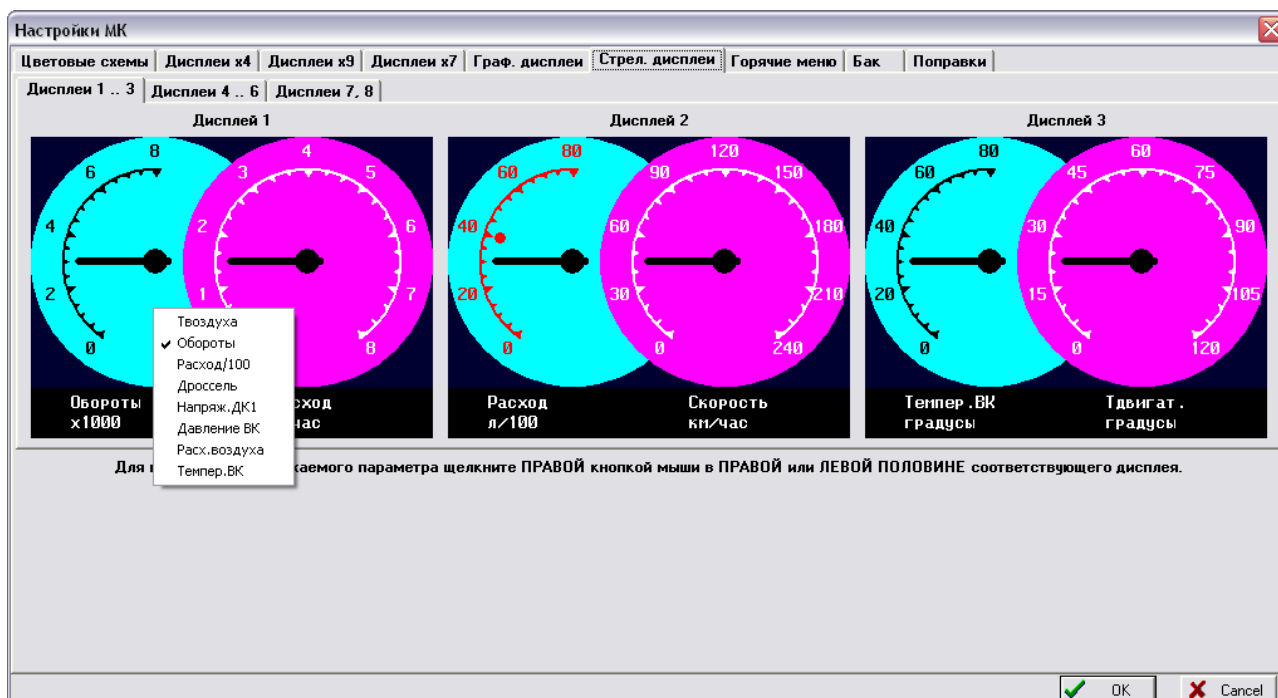 Настройки МК
Цветовые схемы Дисплеи х4 Дисплеи х9 Дисплеи х7 Граф. дисплеи Стрел. дисплеи Горячие меню Бак Поправки
Дисплеи 1 .. 3 Дисплеи 4 .. 6 Дисплеи 7, 8
Дисплей 1 Дисплей 2 Дисплей 3
0 2 4 6 8
1 2 3 4 5 6 7 8
0 20 40 60 80
0 30 60 90 120 150 180 210 240
0 20 40 60 80
0 15 30 45 60 75 90 105 120
Обороты
х1000
Расход
л/100
Скорость
км/час
Темпер.ВК
градусы
Тдвигат.
градусы
Твоздуха
Обороты
Расход/100
Дроссель
Напряж.ДК1
Давление ВК
Расх.воздуха
Темпер.ВК
Для параметра щелкните ПРАВОЙ кнопкой мыши в ПРАВОЙ или ЛЕВОЙ ПОЛОВИНЕ соответствующего дисплея.
OK Cancel